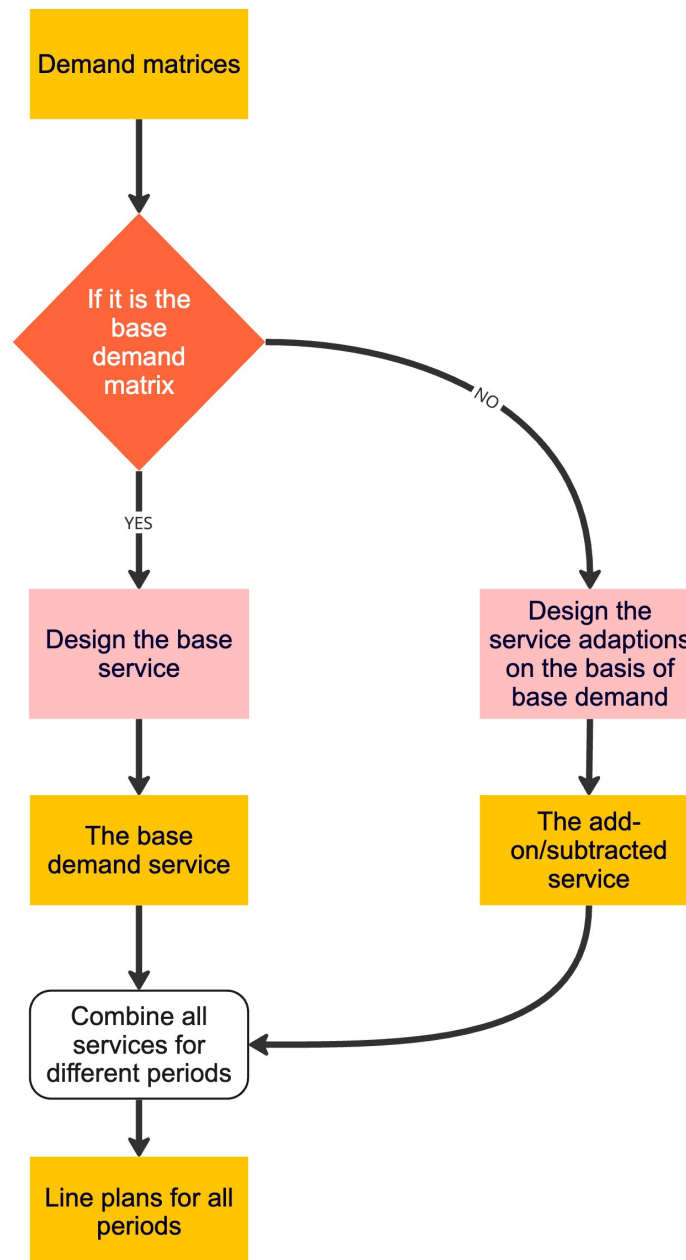 Demand matrices
If it is the
base
demand
matrix
NO
YES
Design the base
service
Design the
service adaptions
on the basis of
base demand
The base
demand service
The add-
on/subtracted
service
Combine all
services for
different periods
Line plans for all
periods